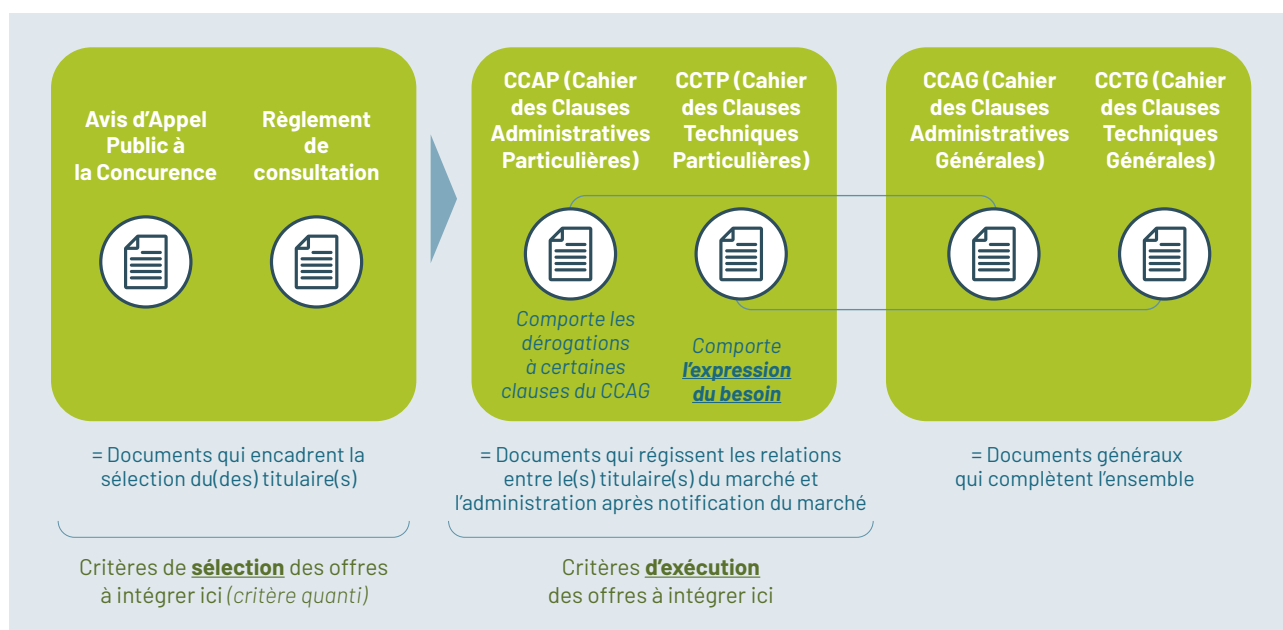 Avis d'Appel
Public à
la Concurence
Règlement
de
consultation
CCAP (Cahier
des Clauses
Administratives
Particulières)
CCTP (Cahier
des Clauses
Techniques
Particulières)
CCAG (Cahier
des Clauses
Administratives
Générales)
CCTG (Cahier
des Clauses
Techniques
Générales)
Comporte les
dérogations
à certaines
clauses du CCAG
Comporte
l'expression
du besoin
= Documents qui encadrent la
sélection du(des) titulaire(s)
= Documents qui régissent les relations
entre le(s) titulaire(s) du marché et
l'administration après notification du marché
= Documents généraux
qui complètent l'ensemble
Critères de sélection des offres
à intégrer ici (critère quanti)
Critères d'exécution
des offres à intégrer ici